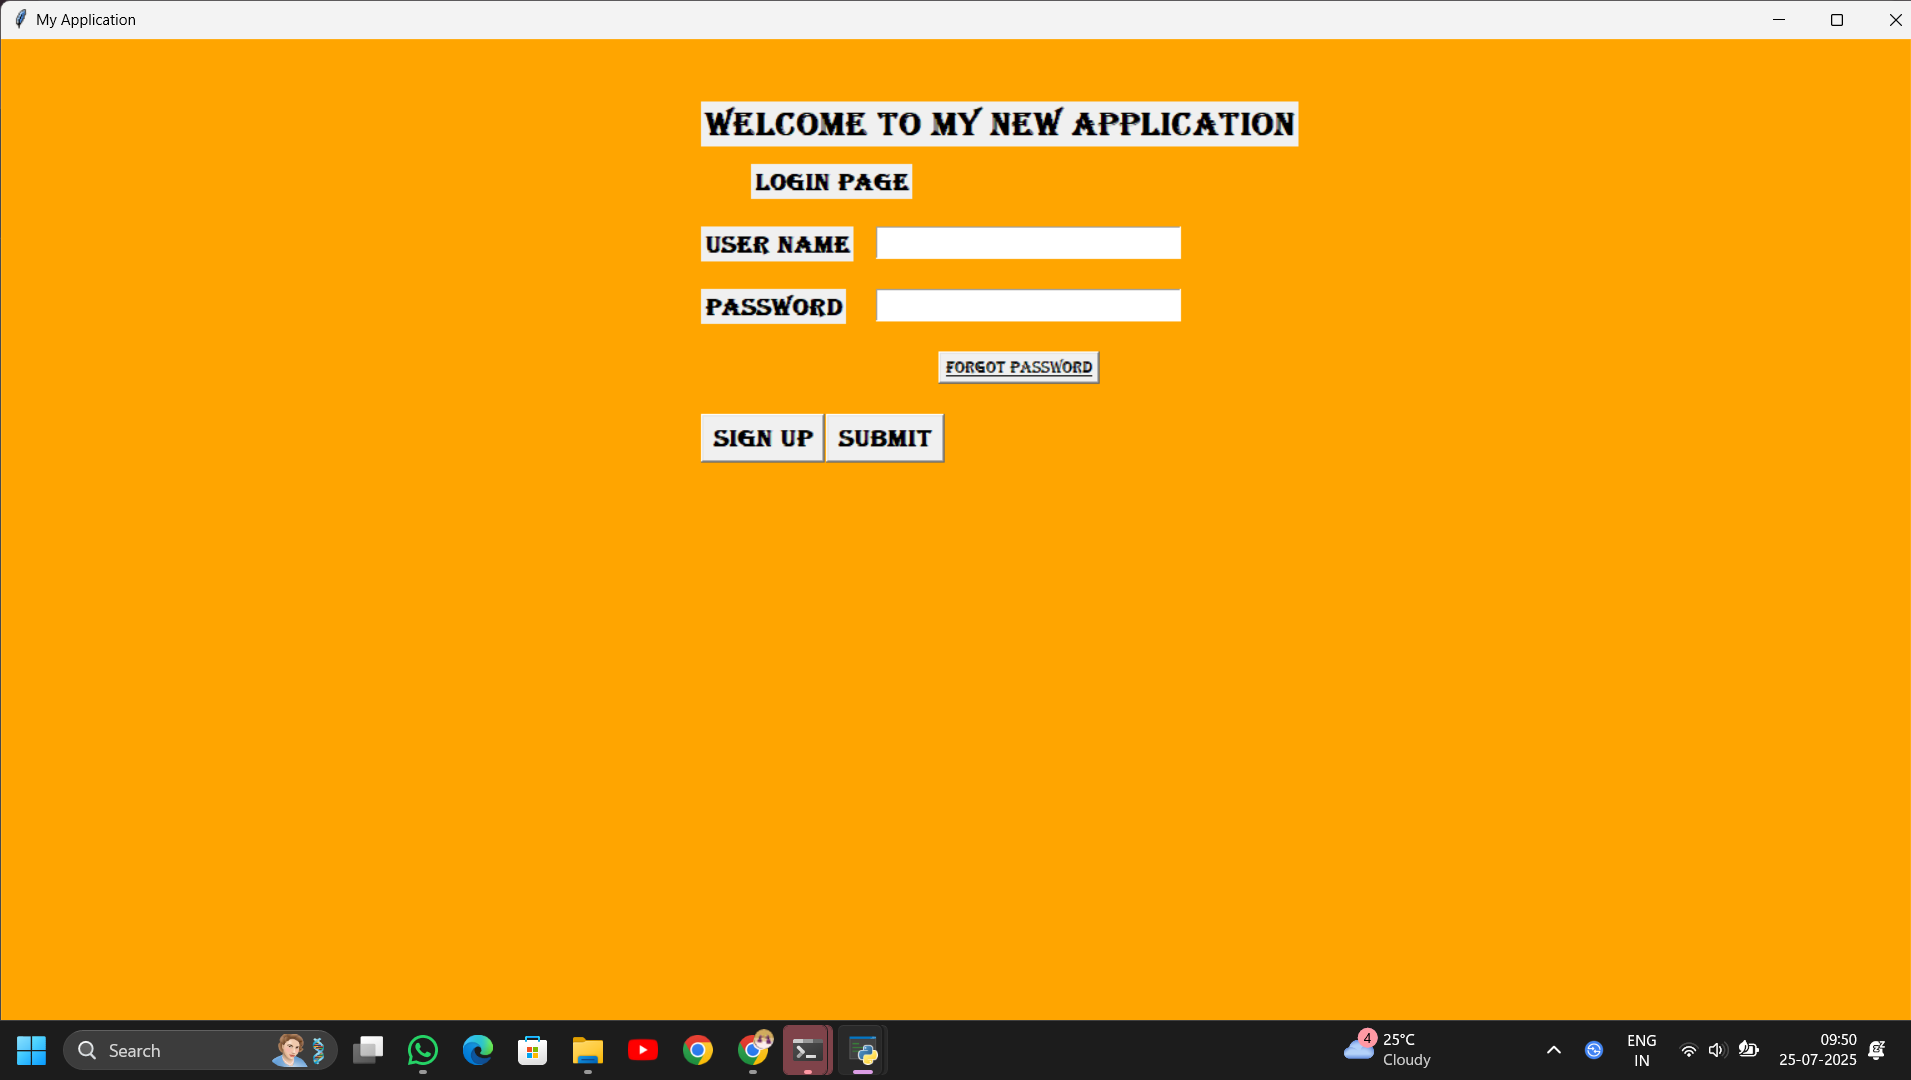 My Application
WELCOME TO MY NEW APPLICATION
LOGIN PAGE
USER NAME
PASSWORD
FORGOT PASSWORD
SIGN UP SUBMIT
Search
4
25°C
Cloudy
ENG
IN
09:50
25-07-2025